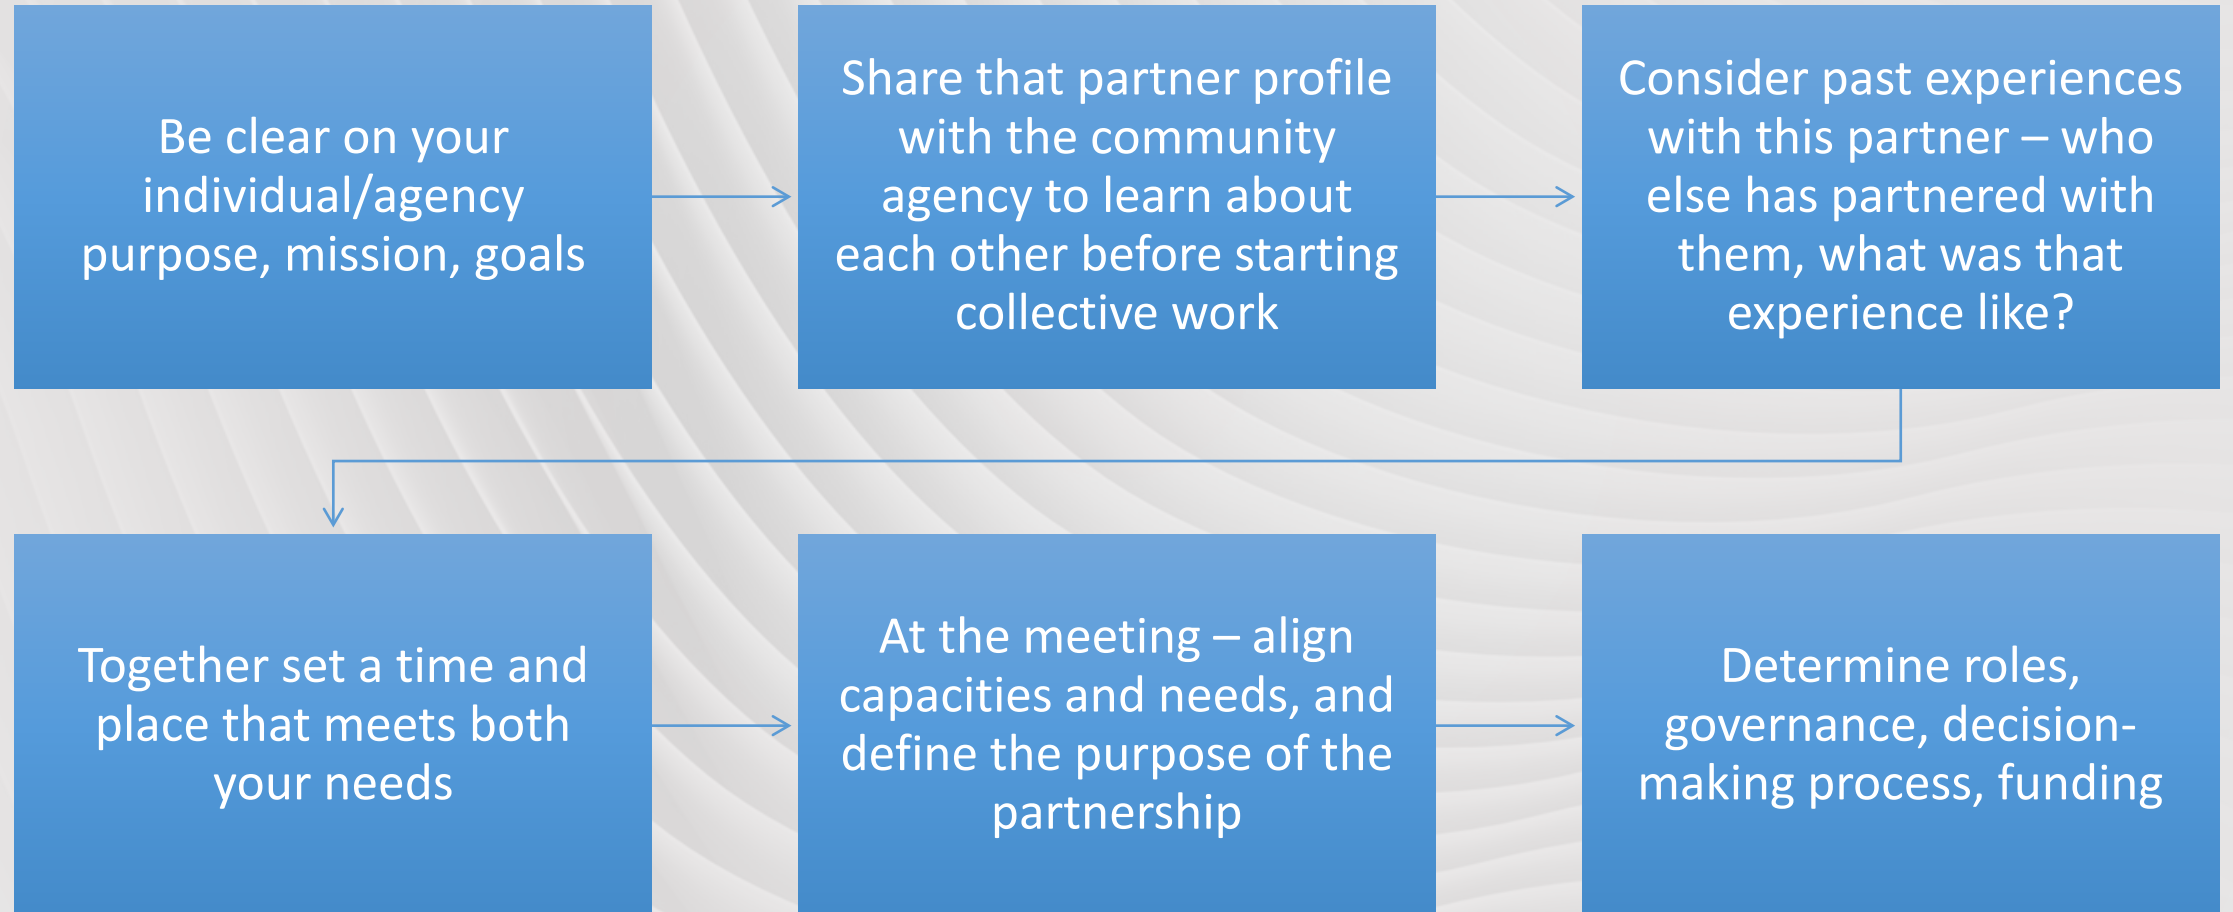 Be clear on your
individual/agency
purpose, mission, goals
Share that partner profile
with the community
agency to learn about
each other before starting
collective work
Consider past experiences
with this partner – who
else has partnered with
them, what was that
experience like?
Together set a time and
place that meets both
your needs
At the meeting – align
capacities and needs, and
define the purpose of the
partnership
Determine roles,
governance, decision-
making process, funding